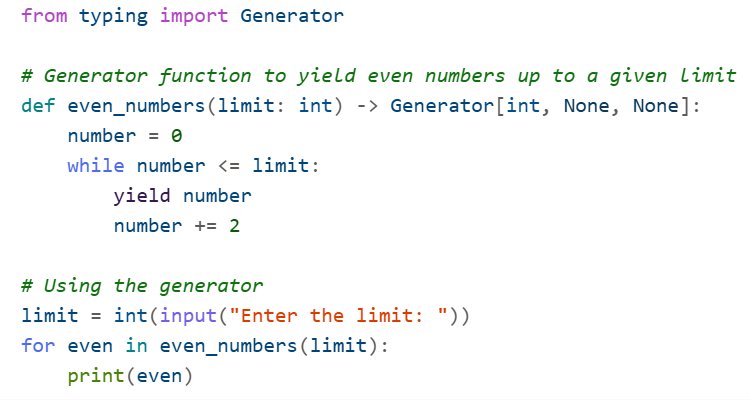 from typing import Generator

# Generator function to yield even numbers up to a given limit
def even_numbers(limit: int) -> Generator[int, None, None]:
    number = 0
    while number <= limit:
        yield number
        number += 2

# Using the generator
limit = int(input("Enter the limit: "))
for even in even_numbers(limit):
    print(even)